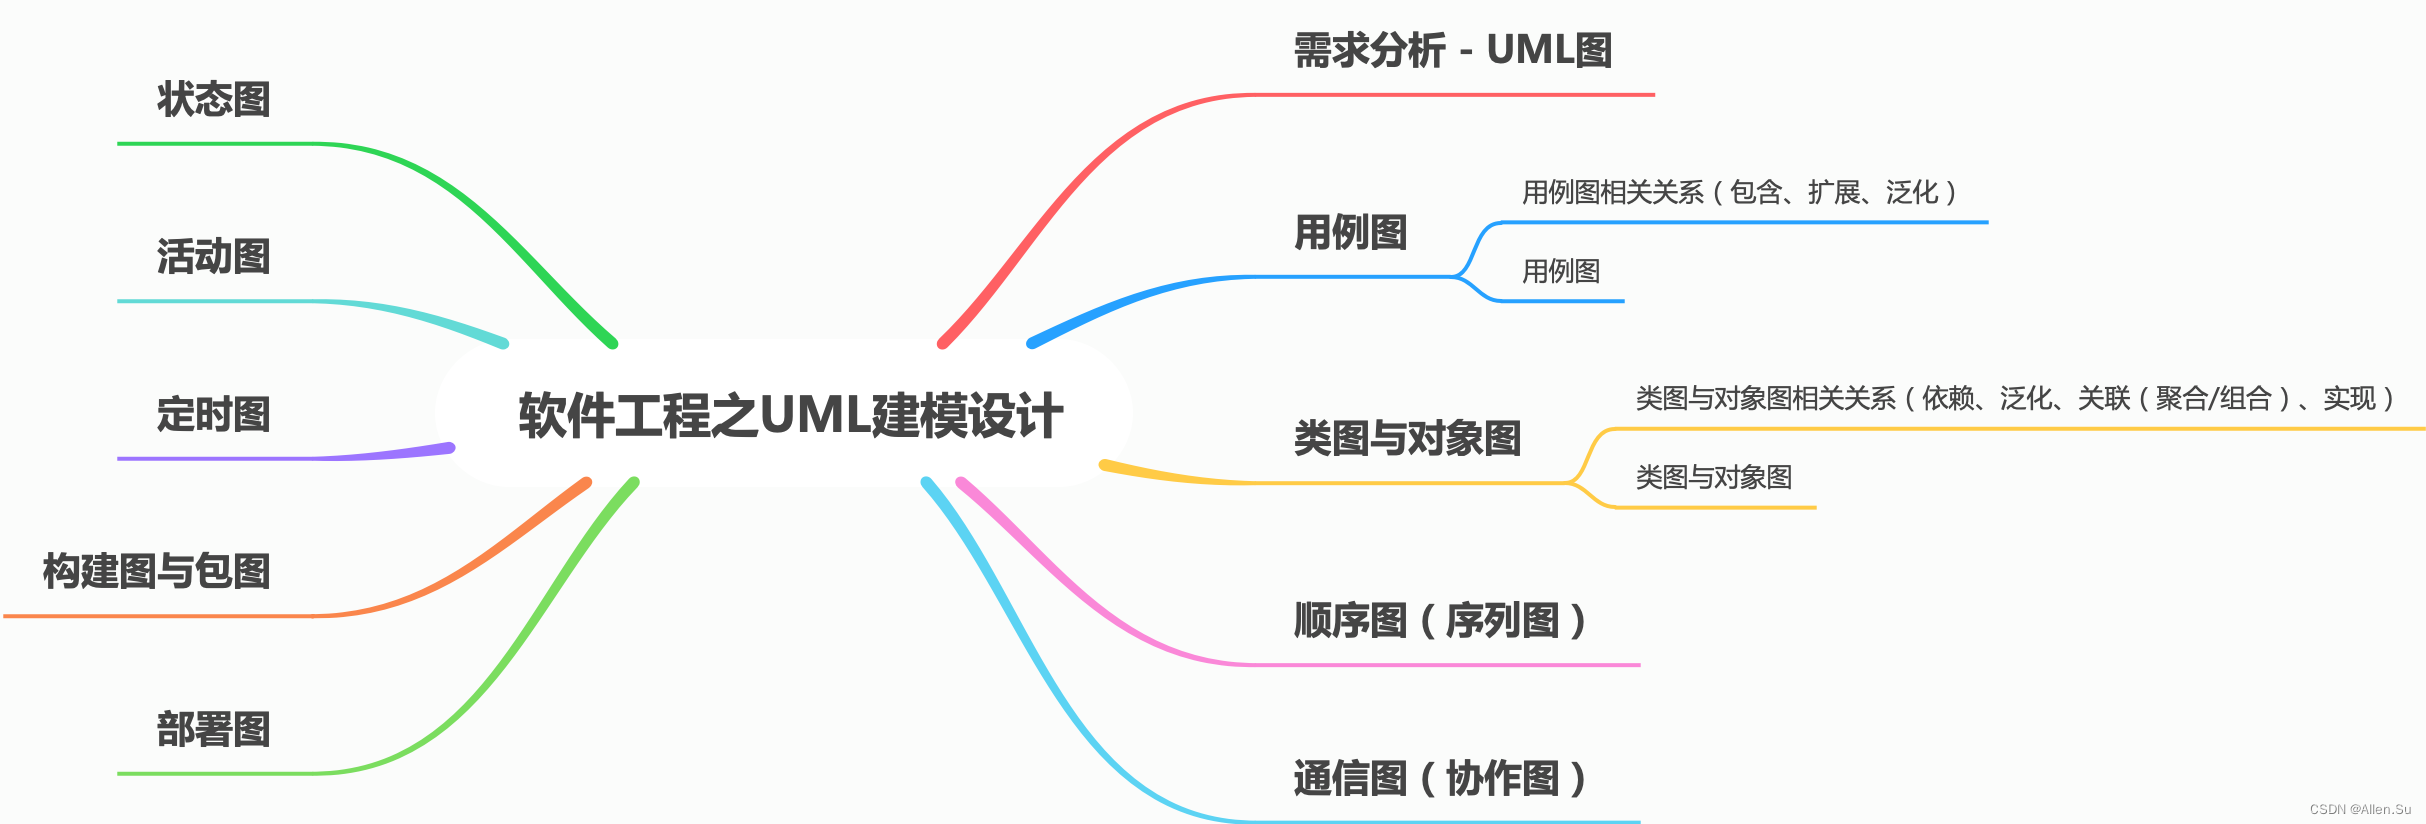 软件工程之UML建模设计
需求分析 - UML图
用例图
用例图相关关系（包含、扩展、泛化）
用例图
类图与对象图
类图与对象图相关关系（依赖、泛化、关联（聚合/组合）、实现）
类图与对象图
顺序图（序列图）
通信图（协作图）
状态图
活动图
定时图
构建图与包图
部署图
CSDN @Allen.Su